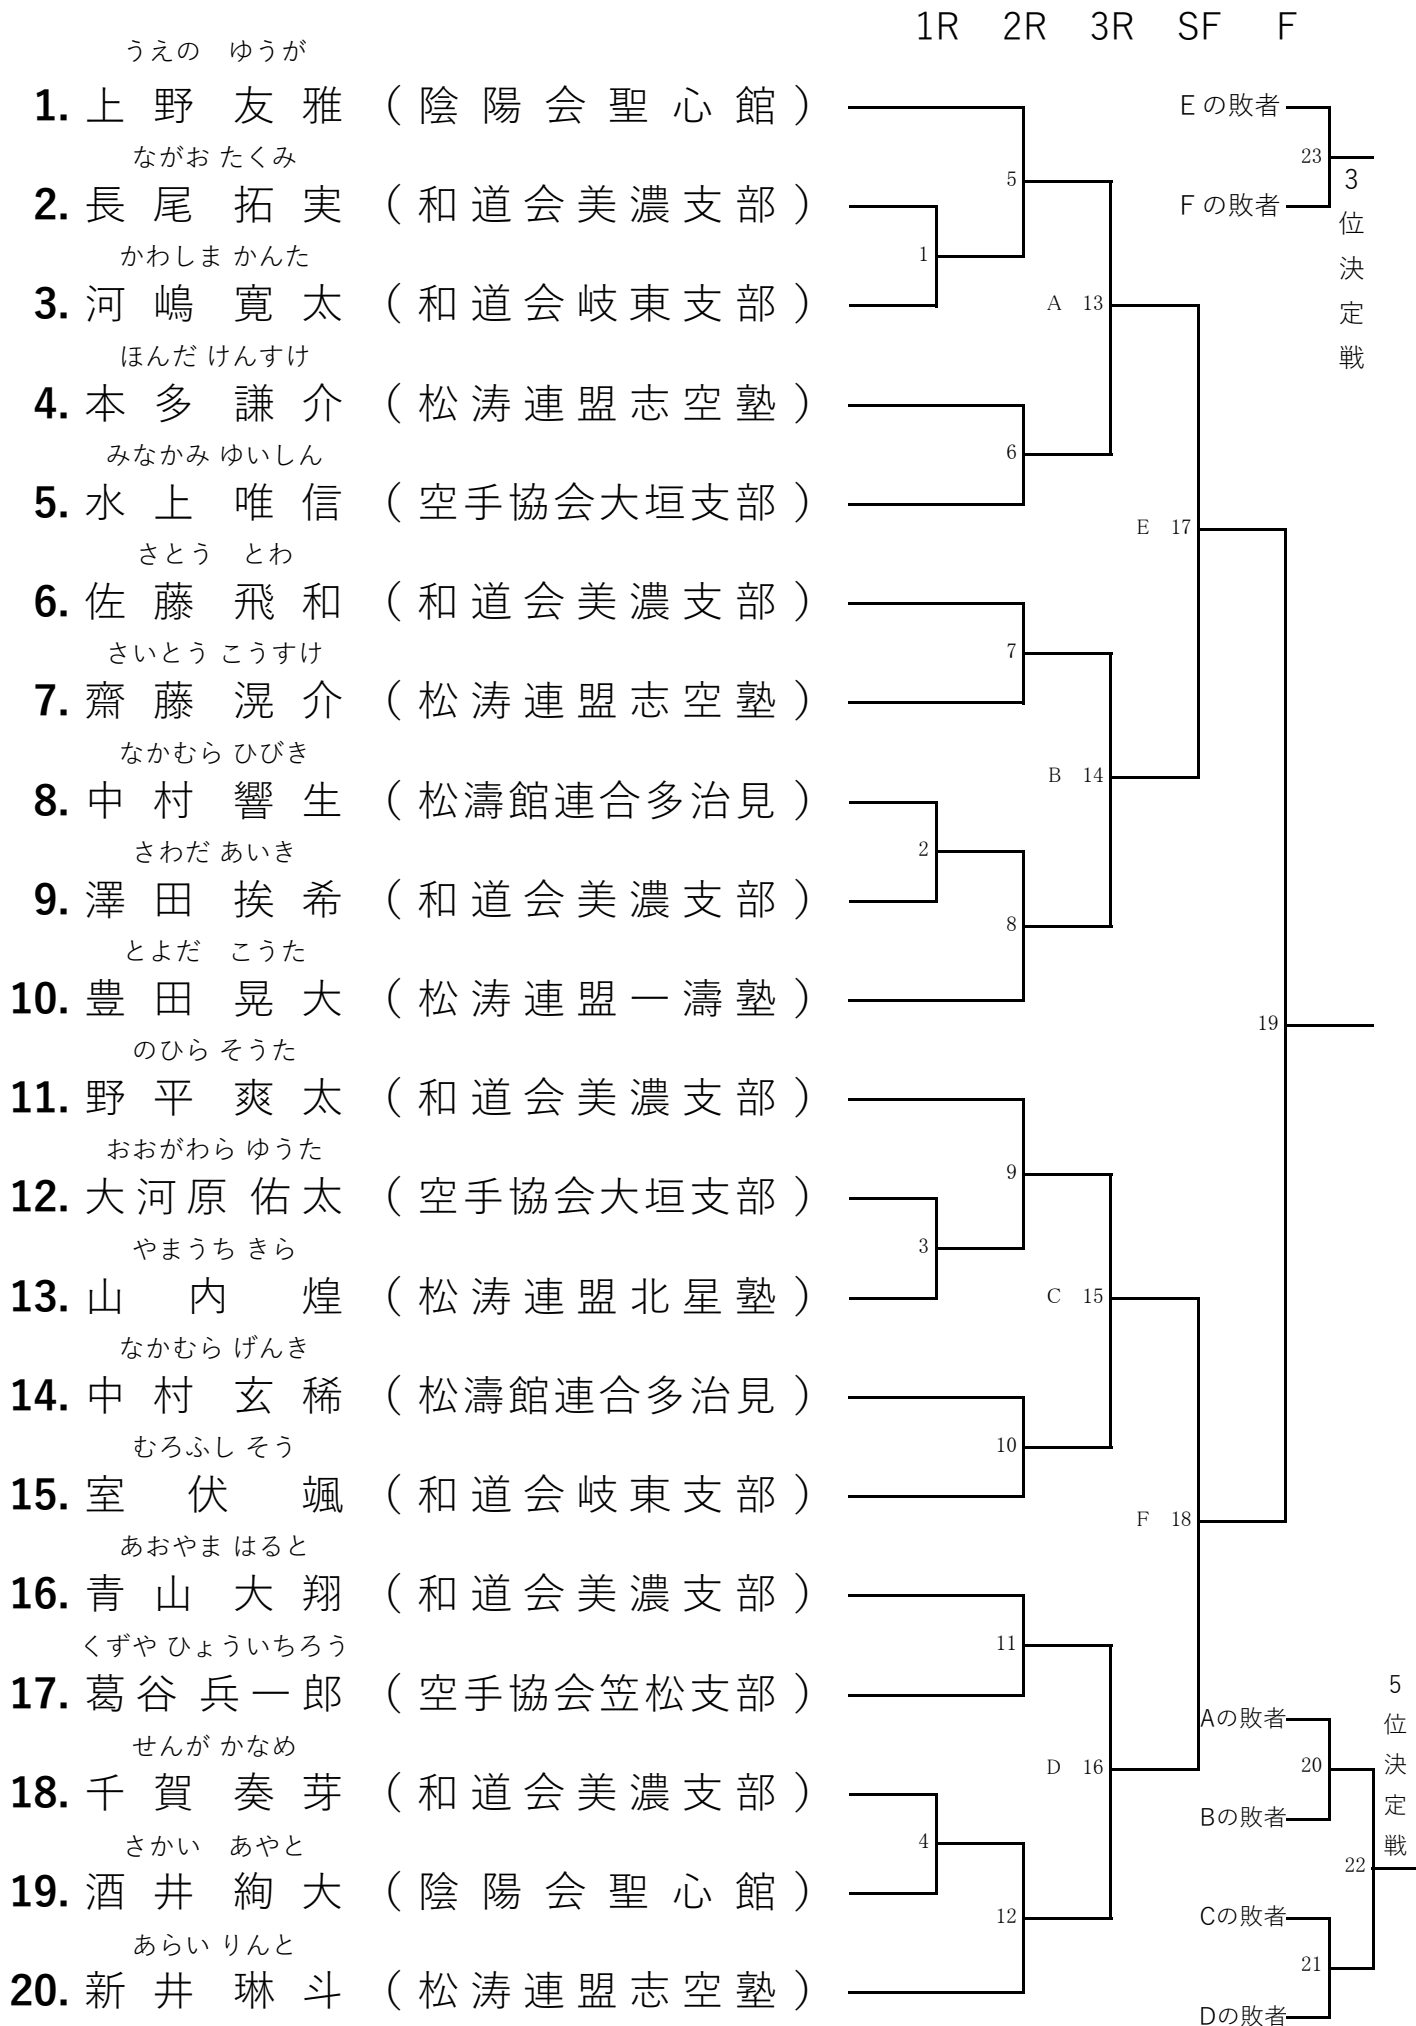 1R 2R 3R SF F
うえの ゆうが
1. 上野 友雅 (陰陽会聖心館)
Eの敗者
ながお たくみ
23
2. 長尾 拓実 (和道会美濃支部)
5
Fの敗者
3位決定戦
かわしま かんた
1
3. 河嶋 寛太 (和道会岐東支部)
A 13
ほんだ けんすけ
4. 本多 謙介 (松涛連盟志空塾)
みなかみ ゆいしん
6
5. 水上 唯信 (空手協会大垣支部)
E 17
さとう とわ
6. 佐藤 飛和 (和道会美濃支部)
さいとう こうすけ
7
7. 齋藤 滉介 (松涛連盟志空塾)
なかむら ひびき
B 14
8. 中村 響生 (松濤館連合多治見)
さわだ あいき
2
9. 澤田 挨希 (和道会美濃支部)
8
とよだ こうた
10. 豊田 晃大 (松涛連盟一濤塾)
19
のひら そうた
11. 野平 爽太 (和道会美濃支部)
おおがわら ゆうた
9
12. 大河原 佑太 (空手協会大垣支部)
やまうち きら
3
13. 山内 煌 (松涛連盟北星塾)
C 15
なかむら げんき
14. 中村 玄稀 (松濤館連合多治見)
むろふし そう
10
15. 室伏 颯 (和道会岐東支部)
F 18
あおやま はると
16. 青山 大翔 (和道会美濃支部)
くずや ひょういちろう
11
17. 葛谷 兵一郎 (空手協会笠松支部)
5位決定戦
Aの敗者
せんが かなめ
D 16
20
18. 千賀 奏芽 (和道会美濃支部)
Bの敗者
さかい あやと
4
22
19. 酒井 絢大 (陰陽会聖心館)
12
Cの敗者
あらい りんと
21
20. 新井 琳斗 (松涛連盟志空塾)
Dの敗者